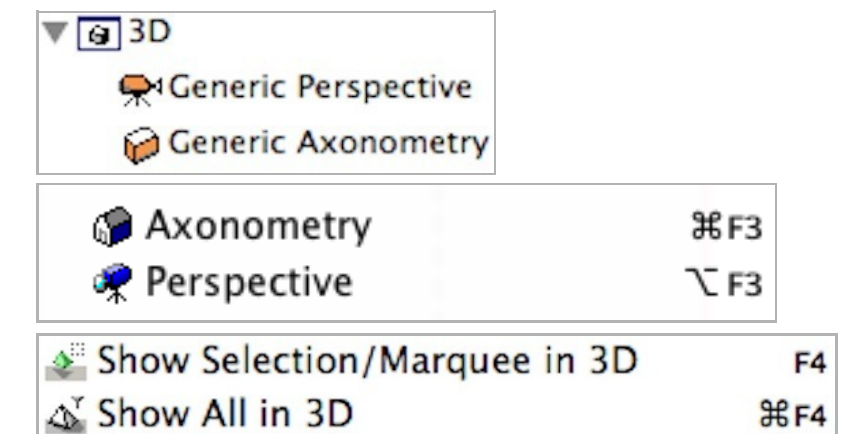 3D
Generic Perspective
Generic Axonometry
Axonometry ⌘F3
Perspective ⌥F3
Show Selection/Marquee in 3D F4
Show All in 3D ⌘F4